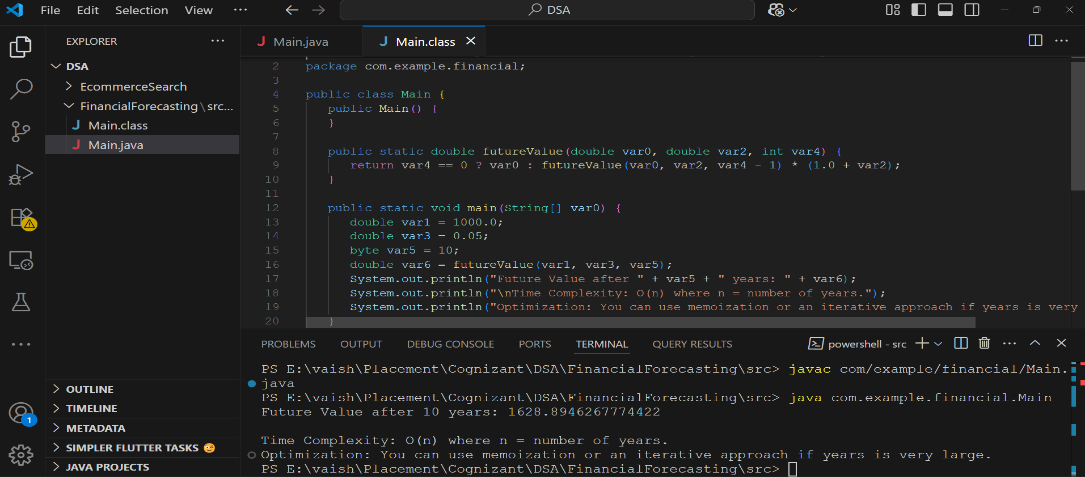 File Edit Selection View ··· DSA
EXPLORER ···
DSA
EcommerceSearch
FinancialForecasting\src...
J Main.class
J Main.java
OUTLINE
TIMELINE
METADATA
SIMPLER FLUTTER TASKS 🤕
JAVA PROJECTS
1
J Main.java J Main.class
2 package com.example.financial;
3
4 public class Main {
5 public Main() {
6 }
7
8 public static double futureValue(double var0, double var2, int var4) {
9 return var4 == 0 ? var0 : futureValue(var0, var2, var4 - 1) * (1.0 + var2);
10 }
11
12 public static void main(String[] var0) {
13 double var1 = 1000.0;
14 double var3 = 0.05;
15 byte var5 = 10;
16 double var6 = futureValue(var1, var3, var5);
17 System.out.println("Future Value after " + var5 + " years: " + var6);
18 System.out.println("\nTime Complexity: O(n) where n = number of years.");
19 System.out.println("Optimization: You can use memoization or an iterative approach if years is very
20 }
PROBLEMS OUTPUT DEBUG CONSOLE PORTS TERMINAL QUERY RESULTS powershell - src
PS E:\vaish\Placement\Cognizant\DSA\FinancialForecasting\src> javac com/example/financial/Main.
java
PS E:\vaish\Placement\Cognizant\DSA\FinancialForecasting\src> java com.example.financial.Main
Future Value after 10 years: 1628.8946267774422
Time Complexity: O(n) where n = number of years.
Optimization: You can use memoization or an iterative approach if years is very large.
PS E:\vaish\Placement\Cognizant\DSA\FinancialForecasting\src>